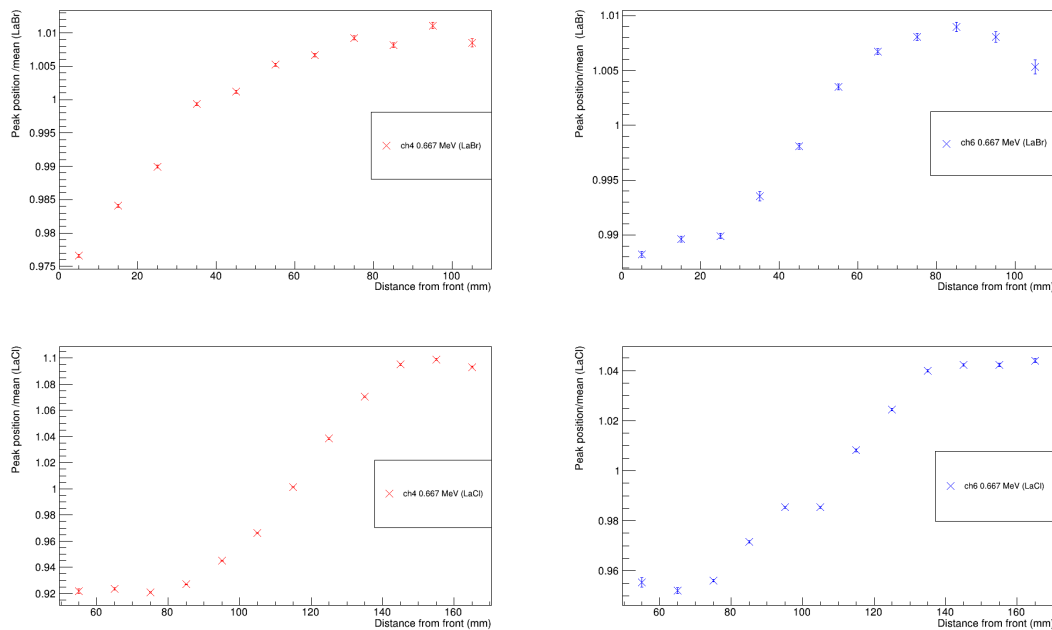 Peak position /mean (LaBr)
1.01
1.005
1
0.995
0.99
0.985
0.98
0.975
0 20 40 60 80 100
Distance from front (mm)
ch4 0.667 MeV (LaBr)
Peak position/mean (LaBr)
1.01
1.005
1
0.995
0.99
0 20 40 60 80 100
Distance from front (mm)
ch6 0.667 MeV (LaBr)
Peak position/mean (LaCl)
1.1
1.08
1.06
1.04
1.02
1
0.98
0.96
0.94
0.92
60 80 100 120 140 160
Distance from front (mm)
ch4 0.667 MeV (LaCl)
Peak position/mean (LaCl)
1.04
1.02
1
0.98
0.96
60 80 100 120 140 160
Distance from front (mm)
ch6 0.667 MeV (LaCl)